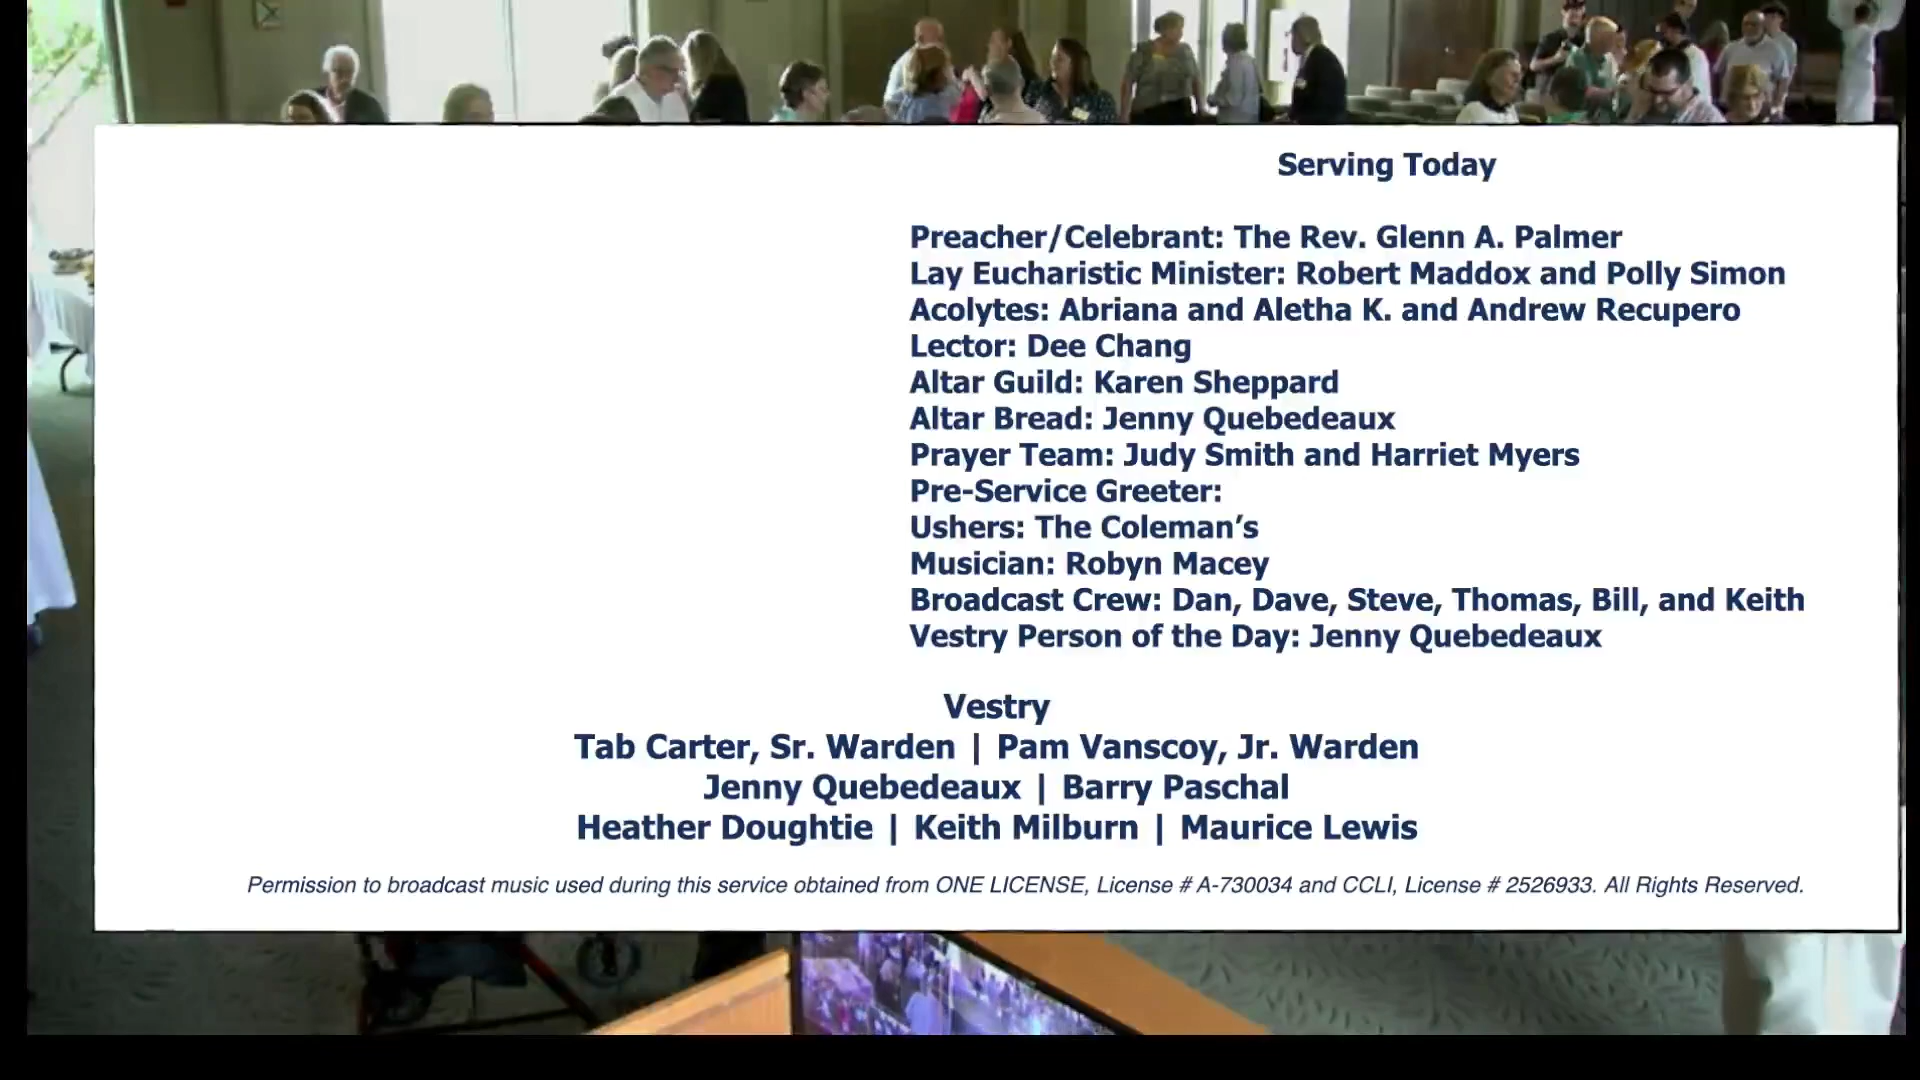 Serving Today
Preacher/Celebrant: The Rev. Glenn A. Palmer
Lay Eucharistic Minister: Robert Maddox and Polly Simon
Acolytes: Abriana and Aletha K. and Andrew Recupero
Lector: Dee Chang
Altar Guild: Karen Sheppard
Altar Bread: Jenny Quebedeaux
Prayer Team: Judy Smith and Harriet Myers
Pre-Service Greeter:
Ushers: The Coleman’s
Musician: Robyn Macey
Broadcast Crew: Dan, Dave, Steve, Thomas, Bill, and Keith
Vestry Person of the Day: Jenny Quebedeaux
Vestry
Tab Carter, Sr. Warden | Pam Vanscoy, Jr. Warden
Jenny Quebedeaux | Barry Paschal
Heather Doughtie | Keith Milburn | Maurice Lewis
Permission to broadcast music used during this service obtained from ONE LICENSE, License # A-730034 and CCLI, License # 2526933. All Rights Reserved.